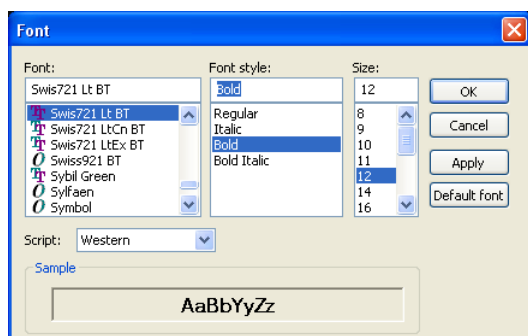 Font
Font:
Font style:
Size:
Swis721 Lt BT
Bold
12
OK
Swis721 Lt BT
Swis721 LtCn BT
Swis721 LtEx BT
Swiss921 BT
Sybil Green
Sylfaen
Symbol
Regular
Italic
Bold
Bold Italic
8
9
10
11
12
14
16
Cancel
Apply
Default font
Script:
Western
Sample
AaBbYyZz